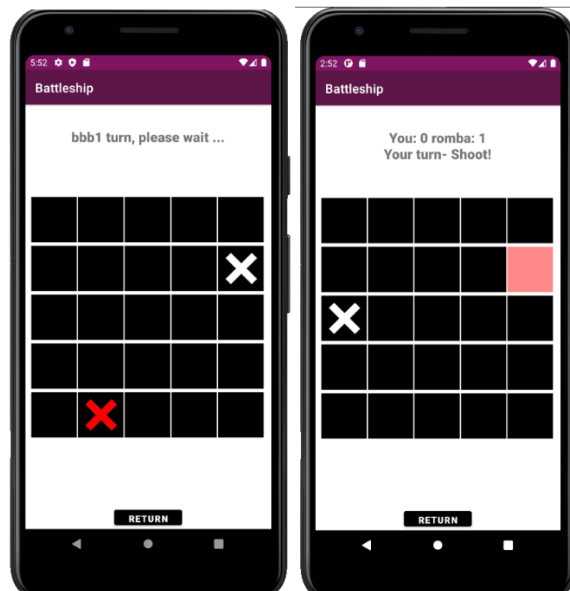 5:52
Battleship
bbb1 turn, please wait ...
RETURN
2:52
Battleship
You: 0 romba: 1
Your turn- Shoot!
RETURN